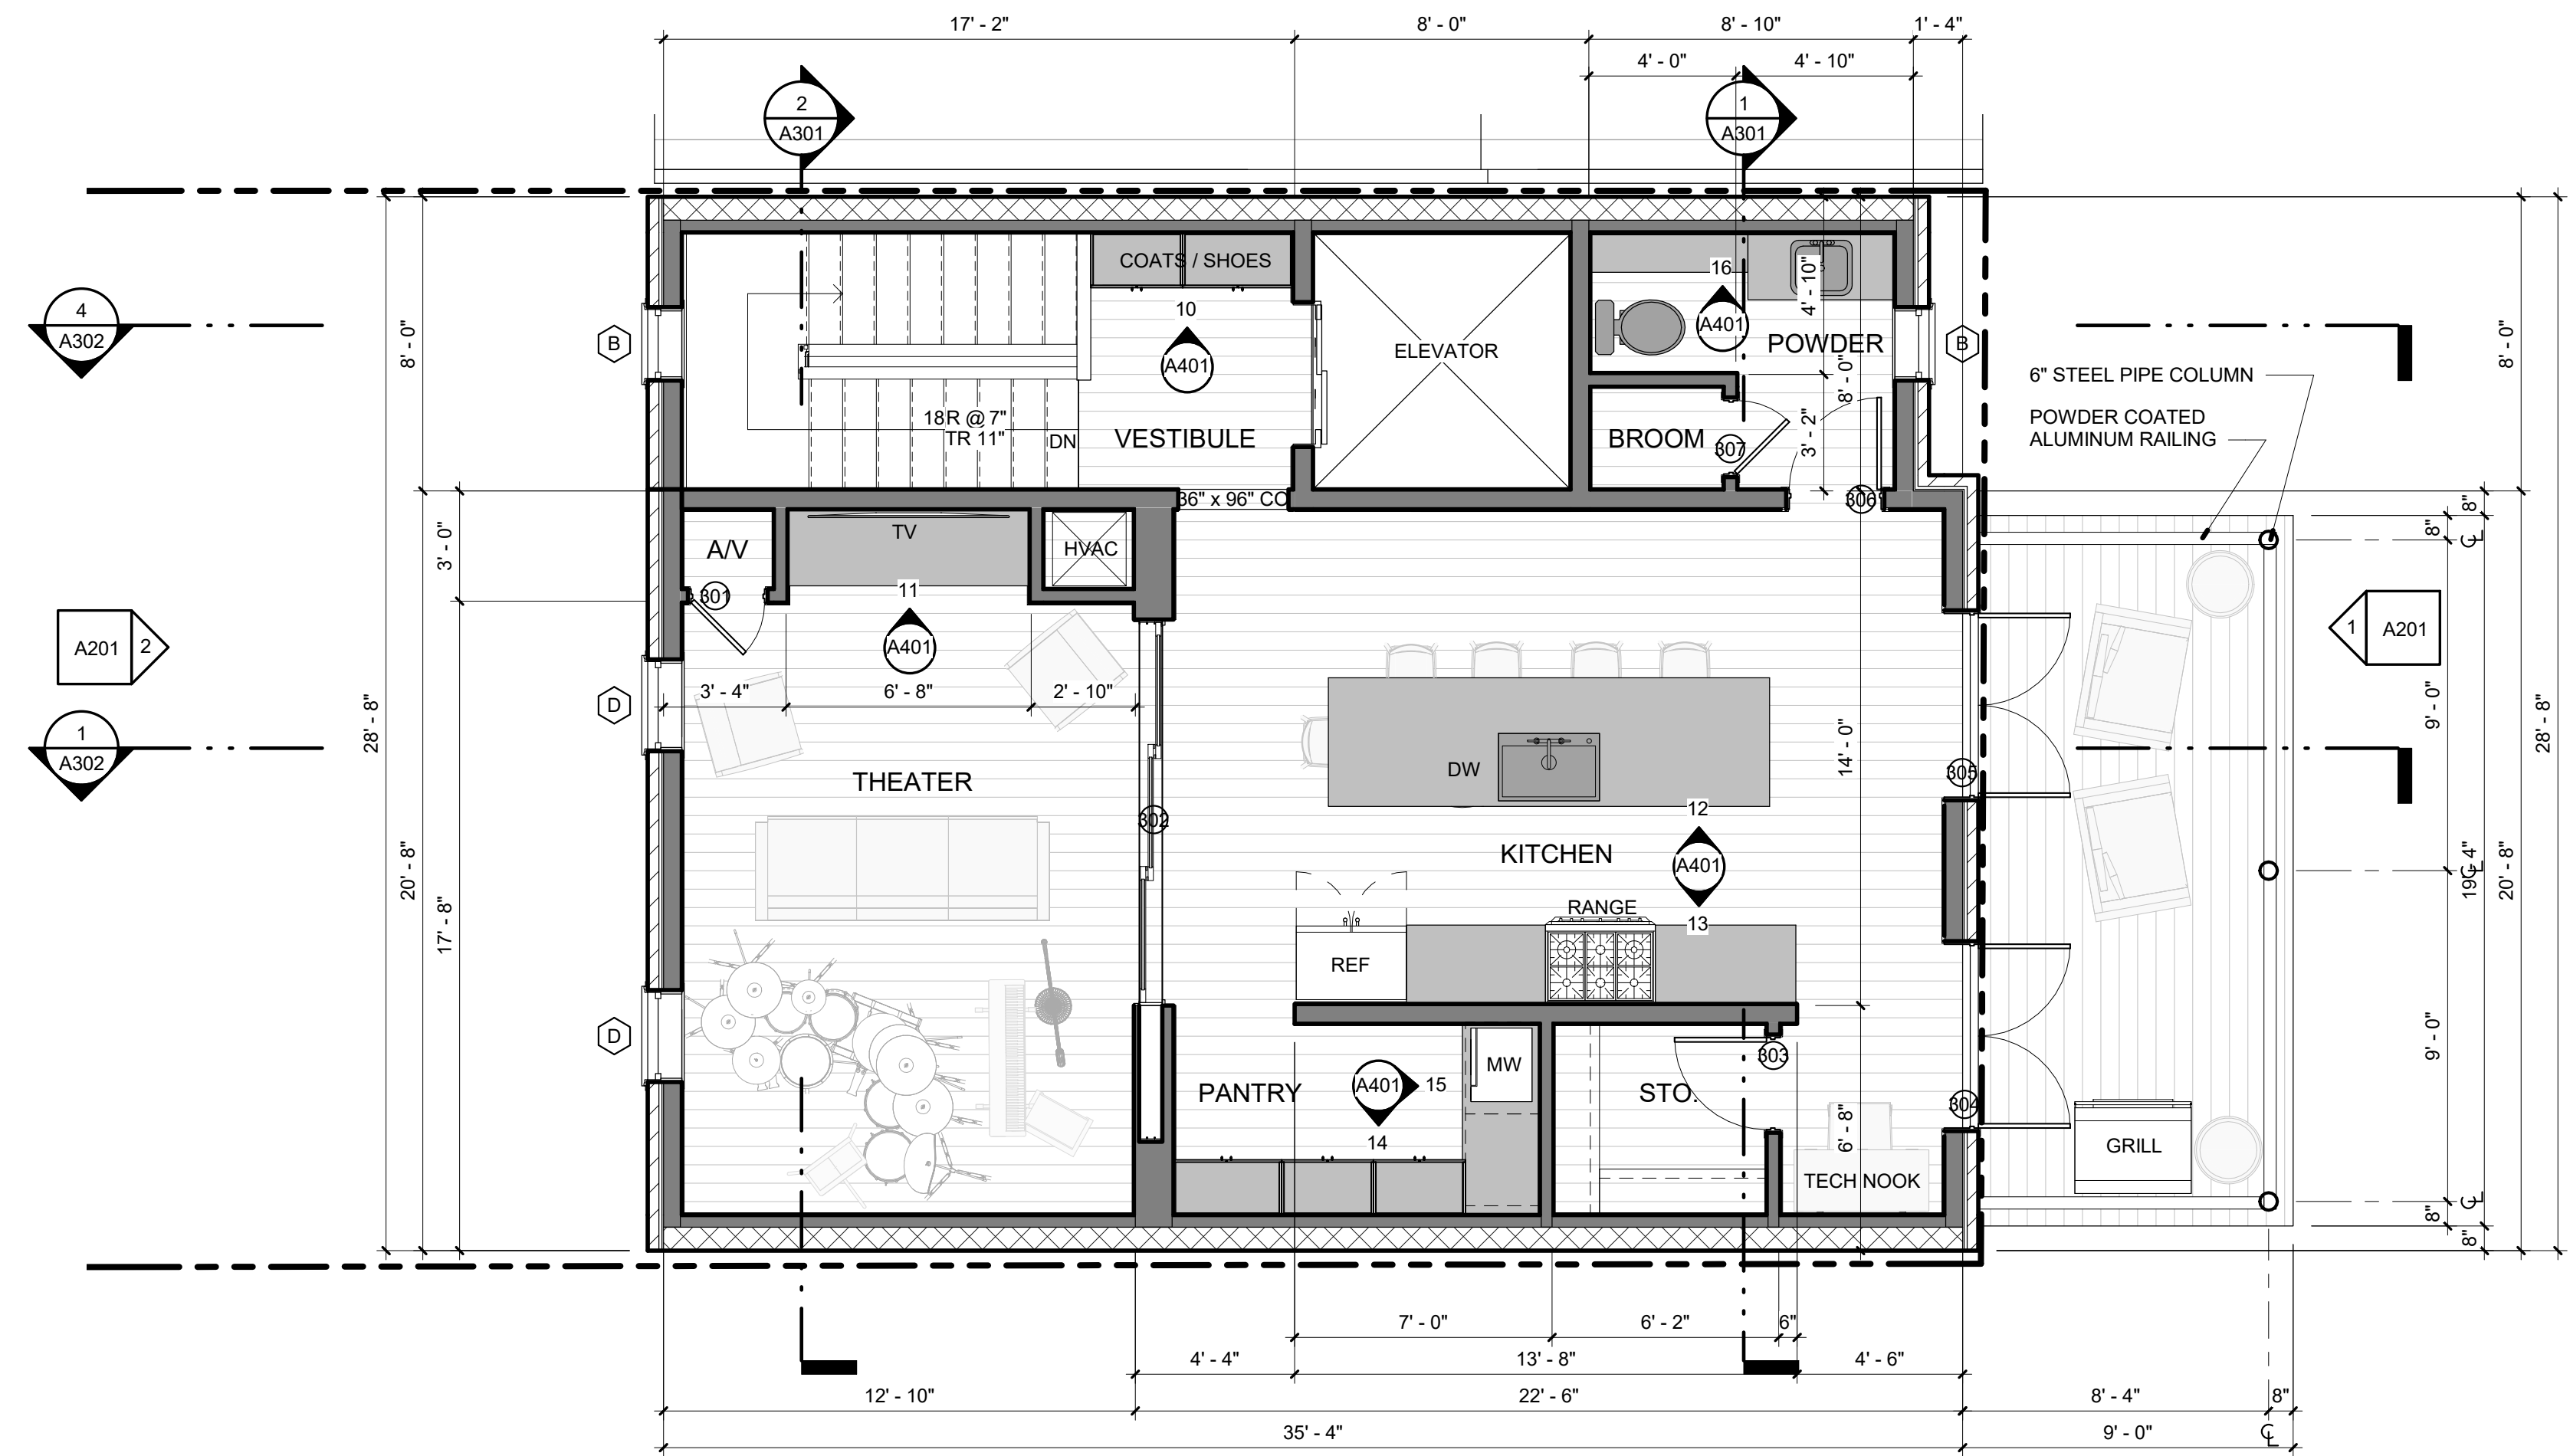 17' - 2"
8' - 0"
8' - 10"
1' - 4"
4' - 0"
4' - 10"
2
A301
1
A301
COATS / SHOES
10
A401
ELEVATOR
16
A401
4' - 10"
POWDER
8' - 0"
4
A302
B
B
8' - 0"
8' - 0"
6" STEEL PIPE COLUMN
POWDER COATED
ALUMINUM RAILING
18R @ 7"
TR 11"
DN
VESTIBULE
BROOM
307
3' - 2"
36" x 96" CO
306
8"
8"
CL
3' - 0"
A/V
TV
HVAC
301
11
A401
A201
2
1
A201
3' - 4"
6' - 8"
2' - 10"
D
28' - 8"
9' - 0"
28' - 8"
14' - 0"
1
A302
THEATER
DW
305
302
12
KITCHEN
A401
13
20' - 8"
19' - 4"
CL
20' - 8"
RANGE
17' - 8"
REF
D
9' - 0"
303
MW
PANTRY
A401
15
14
STO.
304
6' - 8"
GRILL
TECH NOOK
CL
8"
8"
7' - 0"
6' - 2"
6"
4' - 4"
13' - 8"
4' - 6"
12' - 10"
22' - 6"
8' - 4"
8"
35' - 4"
9' - 0"
CL